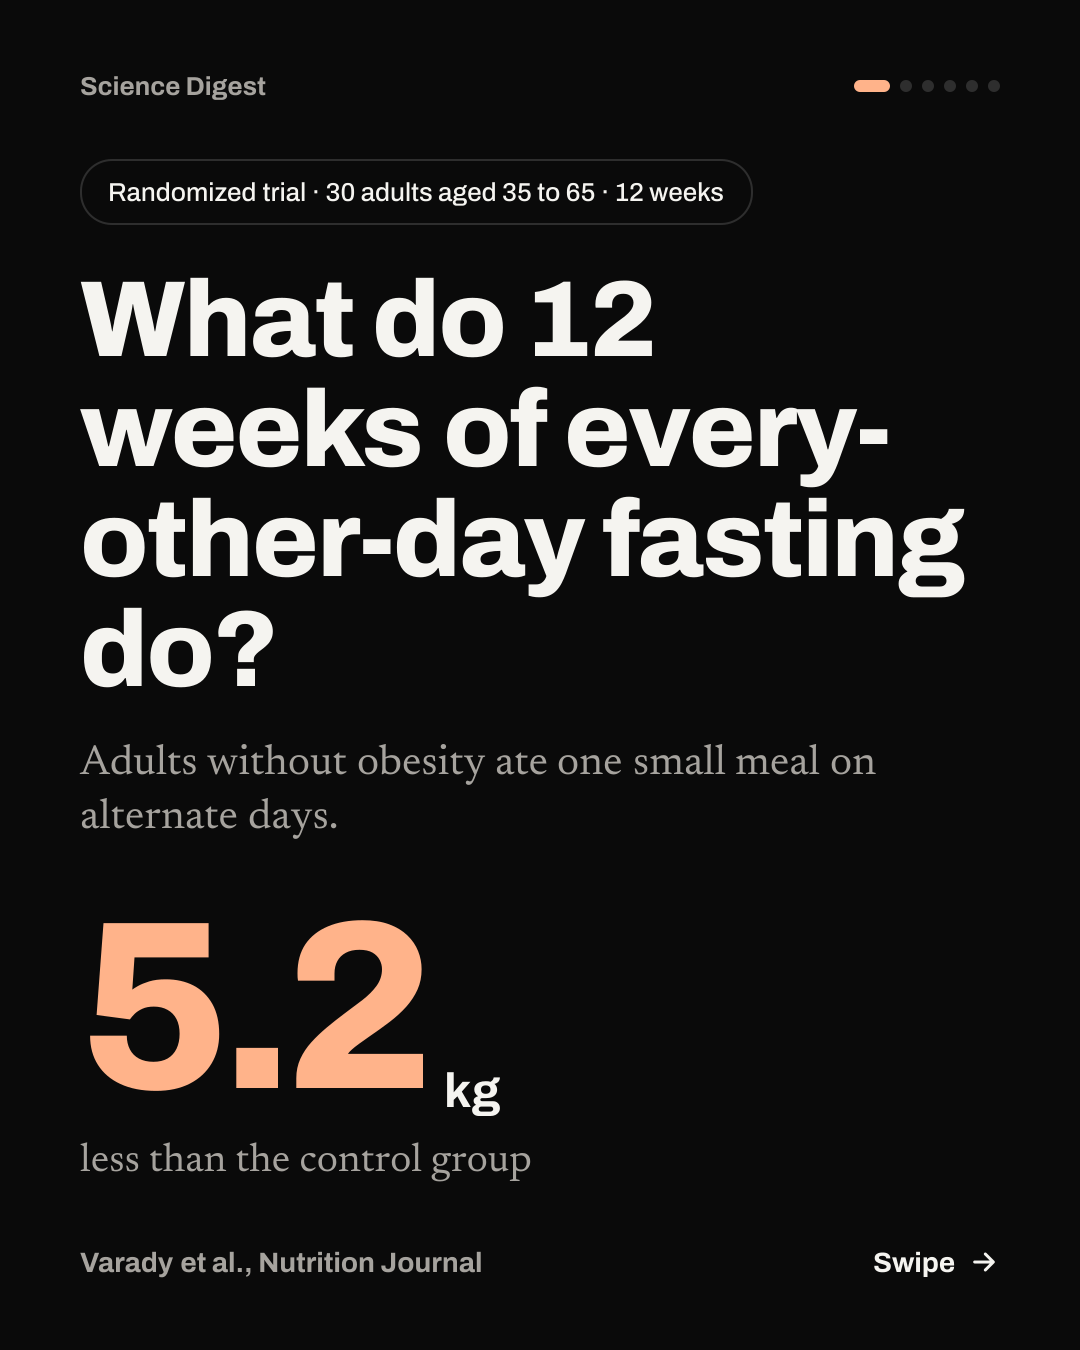 Science Digest
Randomized trial · 30 adults aged 35 to 65 · 12 weeks
What do 12
weeks of every-
other-day fasting
do?
Adults without obesity ate one small meal on
alternate days.
5.2 kg
less than the control group
Varady et al., Nutrition Journal
Swipe →